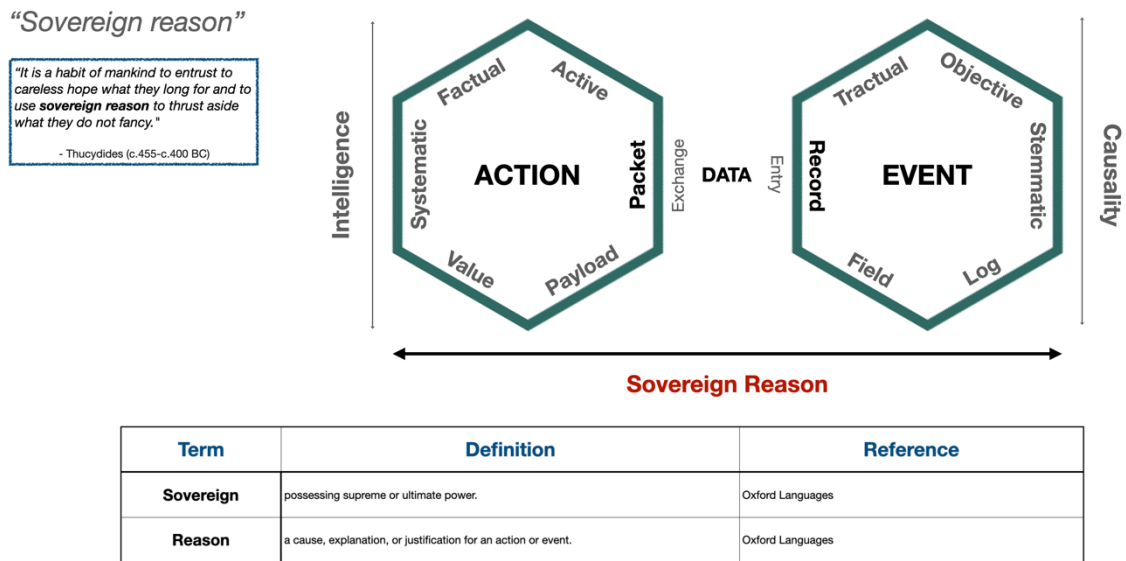 “Sovereign reason”
"It is a habit of mankind to entrust to
careless hope what they long for and to
use sovereign reason to thrust aside
what they do not fancy."
- Thucydides (c.455-c.400 BC)
Intelligence
Systematic
Factual
Active
ACTION
Packet
Value
Payload
Exchange
DATA
Entry
Record
Tractual
Objective
EVENT
Stemmatic
Field
Log
Causality
Sovereign Reason
Term Definition Reference
Sovereign possessing supreme or ultimate power. Oxford Languages
Reason a cause, explanation, or justification for an action or event. Oxford Languages